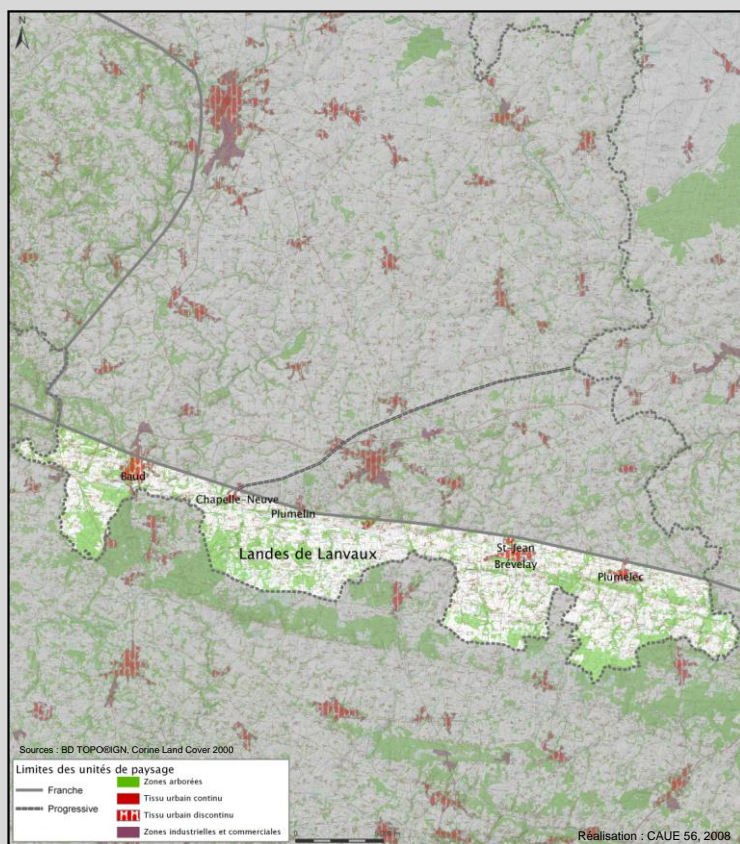 N
Baud
Chapelle-Neuve
Plumelin
Landes de Lanvaux
St-Jean
Brévelay
Plumélec
Sources : BD TOPO®IGN, Corine Land Cover 2000
Limites des unités de paysage
Franche
Progressive
Zones arborées
Tissu urbain continu
Tissu urbain discontinu
Zones industrielles et commerciales
0
Réalisation : CAUE 56, 2008